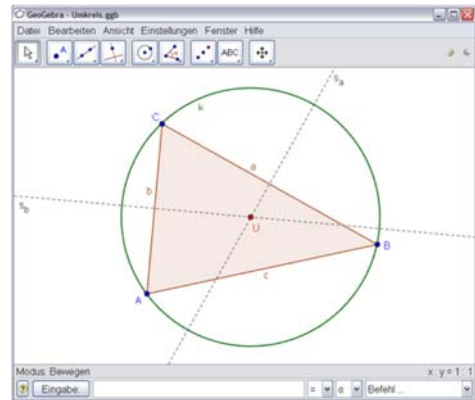 GeoGebra - Umkreis.ggb
Datei Bearbeiten Ansicht Einstellungen Fenster Hilfe
A ABC
s_a
C k
a
b
s_b
U
B
c
A
Modus: Bewegen x : y = 1 : 1
? Eingabe: = α Befehl ...